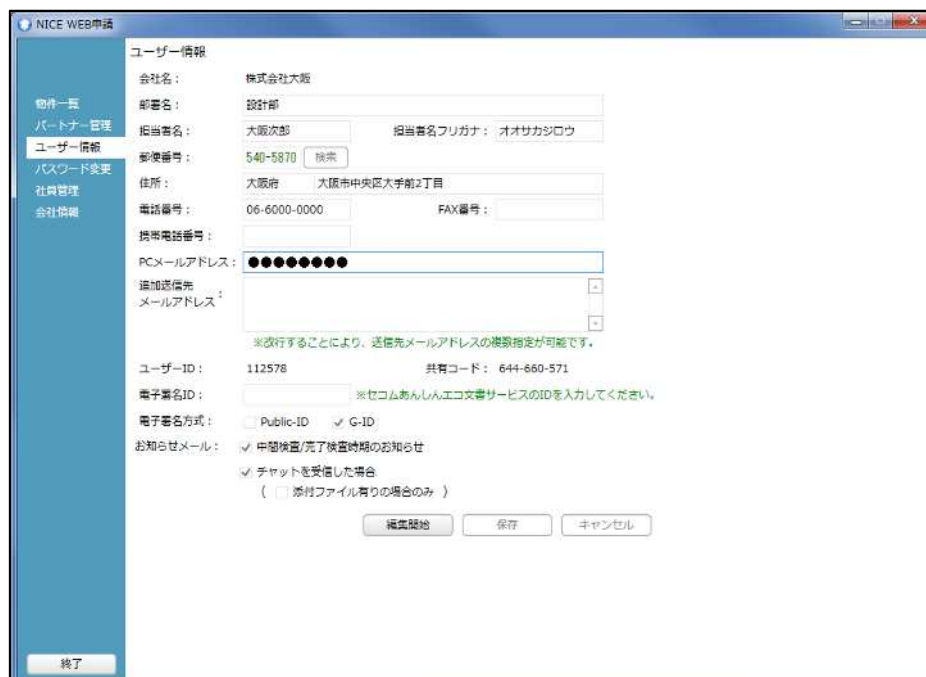 NICE WEB申請
ユーザー情報
物件一覧
パートナー管理
ユーザー情報
パスワード変更
社員管理
会社情報
会社名： 株式会社大阪
部署名： 設計部
担当者名： 大阪次郎 担当者名フリガナ： オオサカジロウ
郵便番号： 540-5870 検索
住所： 大阪府 大阪市中央区大手前2丁目
電話番号： 06-6000-0000 FAX番号：
携帯電話番号：
PCメールアドレス： ●●●●●●●●
追加送信先
メールアドレス：
※改行することにより、送信先メールアドレスの複数指定が可能です。
ユーザーID： 112578 共有コード： 644-660-571
電子署名ID： ※セコムあんしんエコ文書サービスのIDを入力してください。
電子署名方式： Public-ID ✓ G-ID
お知らせメール： ✓ 中間検査/完了検査時期のお知らせ
✓ チャットを受信した場合
( 添付ファイル有りの場合のみ )
編集開始 保存 キャンセル
終了